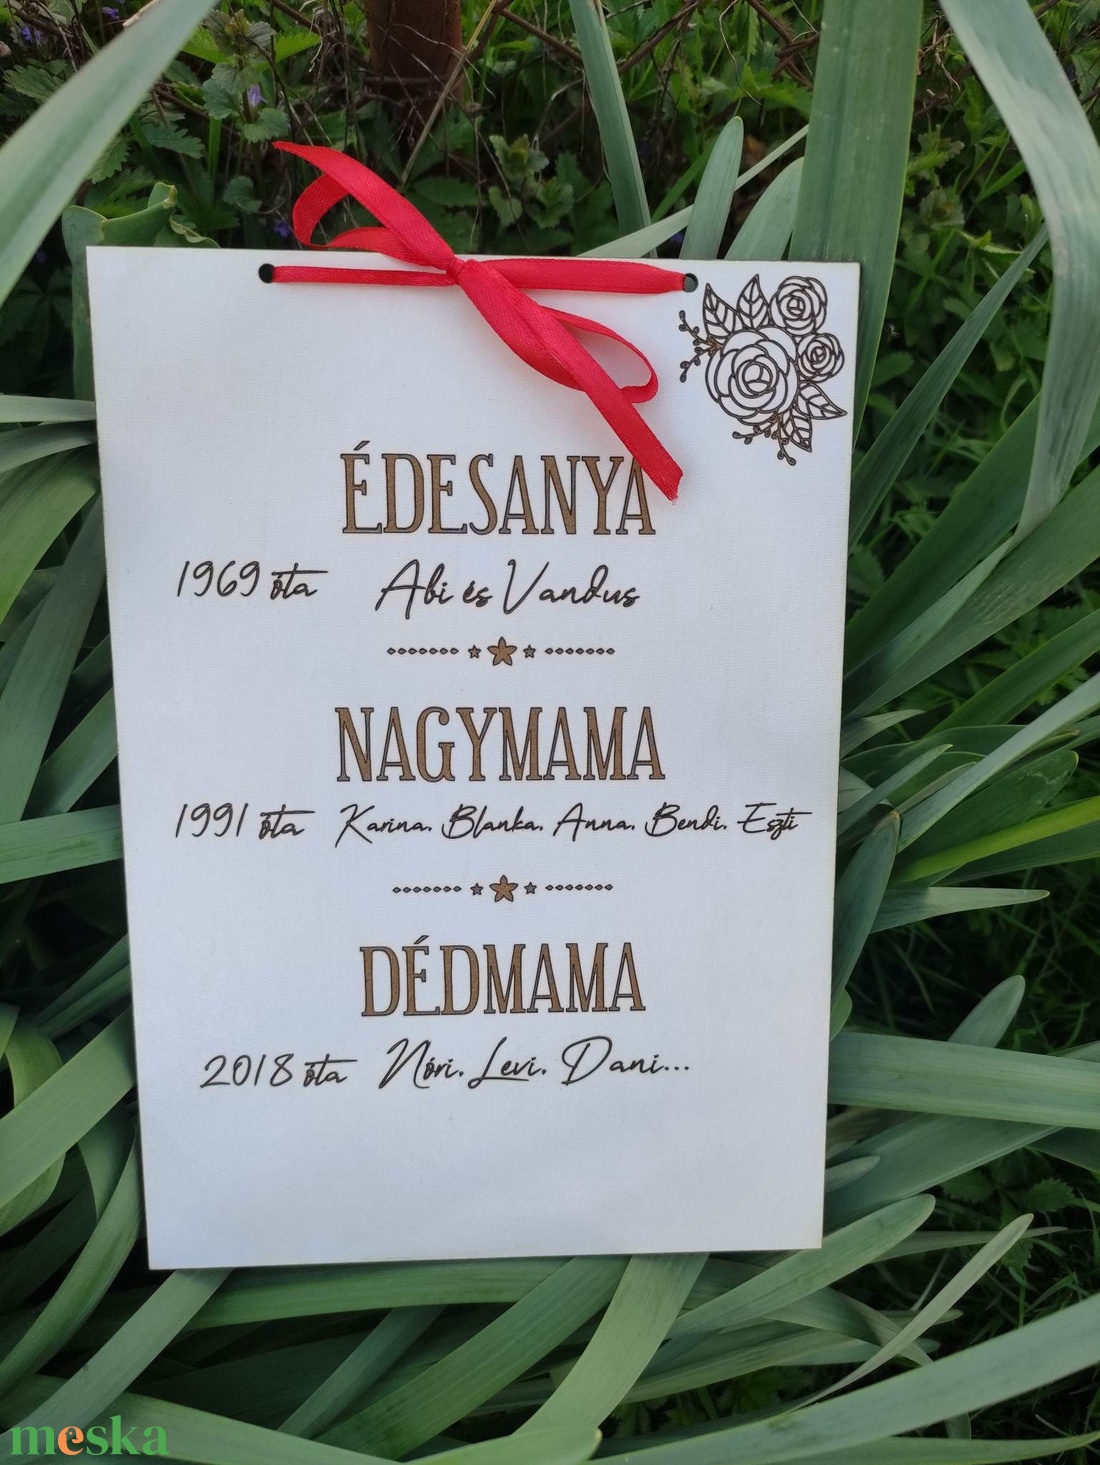 ÉDESANYA
1969 óta Abi és Vandus
NAGYMAMA
1991 óta Karina, Blanka, Anna, Bendi, Eszti
DÉDMAMA
2018 óta Nóri, Levi, Dani...
meska